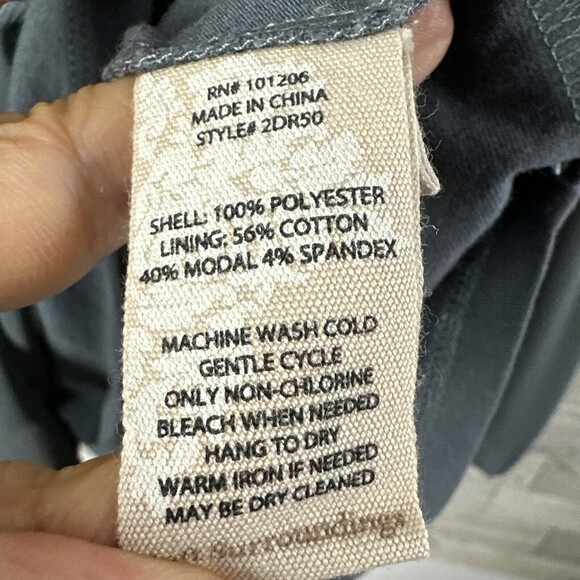 RN# 101206
MADE IN CHINA
STYLE# 2DR50
SHELL: 100% POLYESTER
LINING: 56% COTTON
40% MODAL 4% SPANDEX
MACHINE WASH COLD
GENTLE CYCLE
ONLY NON-CHLORINE
BLEACH WHEN NEEDED
HANG TO DRY
WARM IRON IF NEEDED
MAY BE DRY CLEANED
Surroundings